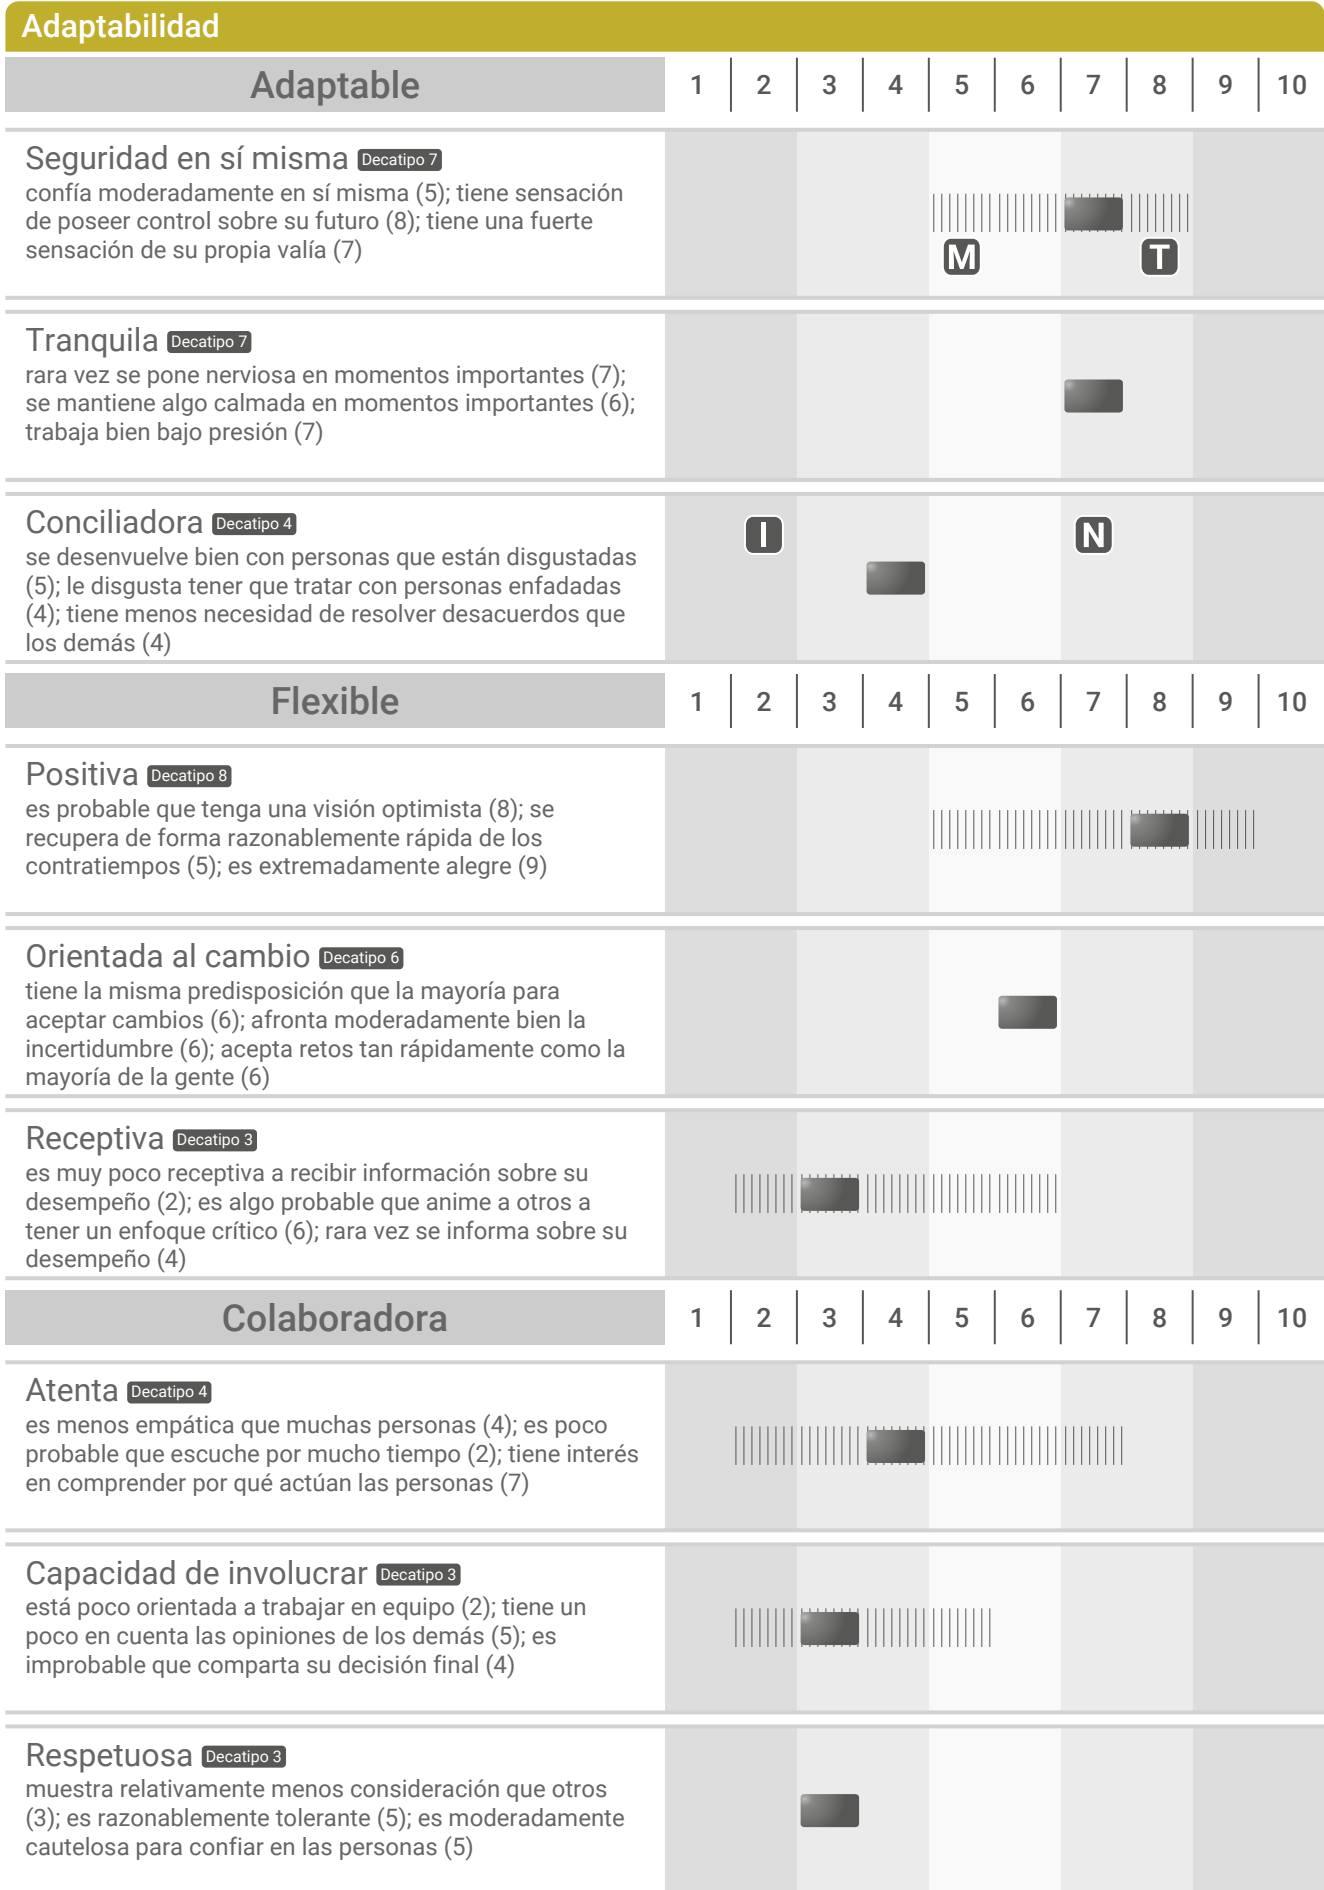 Adaptabilidad
Adaptable 1 2 3 4 5 6 7 8 9 10
Seguridad en sí misma Decatipo 7
confía moderadamente en sí misma (5); tiene sensación
de poseer control sobre su futuro (8); tiene una fuerte
sensación de su propia valía (7)
M T
Tranquila Decatipo 7
rara vez se pone nerviosa en momentos importantes (7);
se mantiene algo calmada en momentos importantes (6);
trabaja bien bajo presión (7)
Conciliadora Decatipo 4
I N
se desenvuelve bien con personas que están disgustadas
(5); le disgusta tener que tratar con personas enfadadas
(4); tiene menos necesidad de resolver desacuerdos que
los demás (4)
Flexible 1 2 3 4 5 6 7 8 9 10
Positiva Decatipo 8
es probable que tenga una visión optimista (8); se
recupera de forma razonablemente rápida de los
contratiempos (5); es extremadamente alegre (9)
Orientada al cambio Decatipo 6
tiene la misma predisposición que la mayoría para
aceptar cambios (6); afronta moderadamente bien la
incertidumbre (6); acepta retos tan rápidamente como la
mayoría de la gente (6)
Receptiva Decatipo 3
es muy poco receptiva a recibir información sobre su
desempeño (2); es algo probable que anime a otros a
tener un enfoque crítico (6); rara vez se informa sobre su
desempeño (4)
Colaboradora 1 2 3 4 5 6 7 8 9 10
Atenta Decatipo 4
es menos empática que muchas personas (4); es poco
probable que escuche por mucho tiempo (2); tiene interés
en comprender por qué actúan las personas (7)
Capacidad de involucrar Decatipo 3
está poco orientada a trabajar en equipo (2); tiene un
poco en cuenta las opiniones de los demás (5); es
improbable que comparta su decisión final (4)
Respetuosa Decatipo 3
muestra relativamente menos consideración que otros
(3); es razonablemente tolerante (5); es moderadamente
cautelosa para confiar en las personas (5)